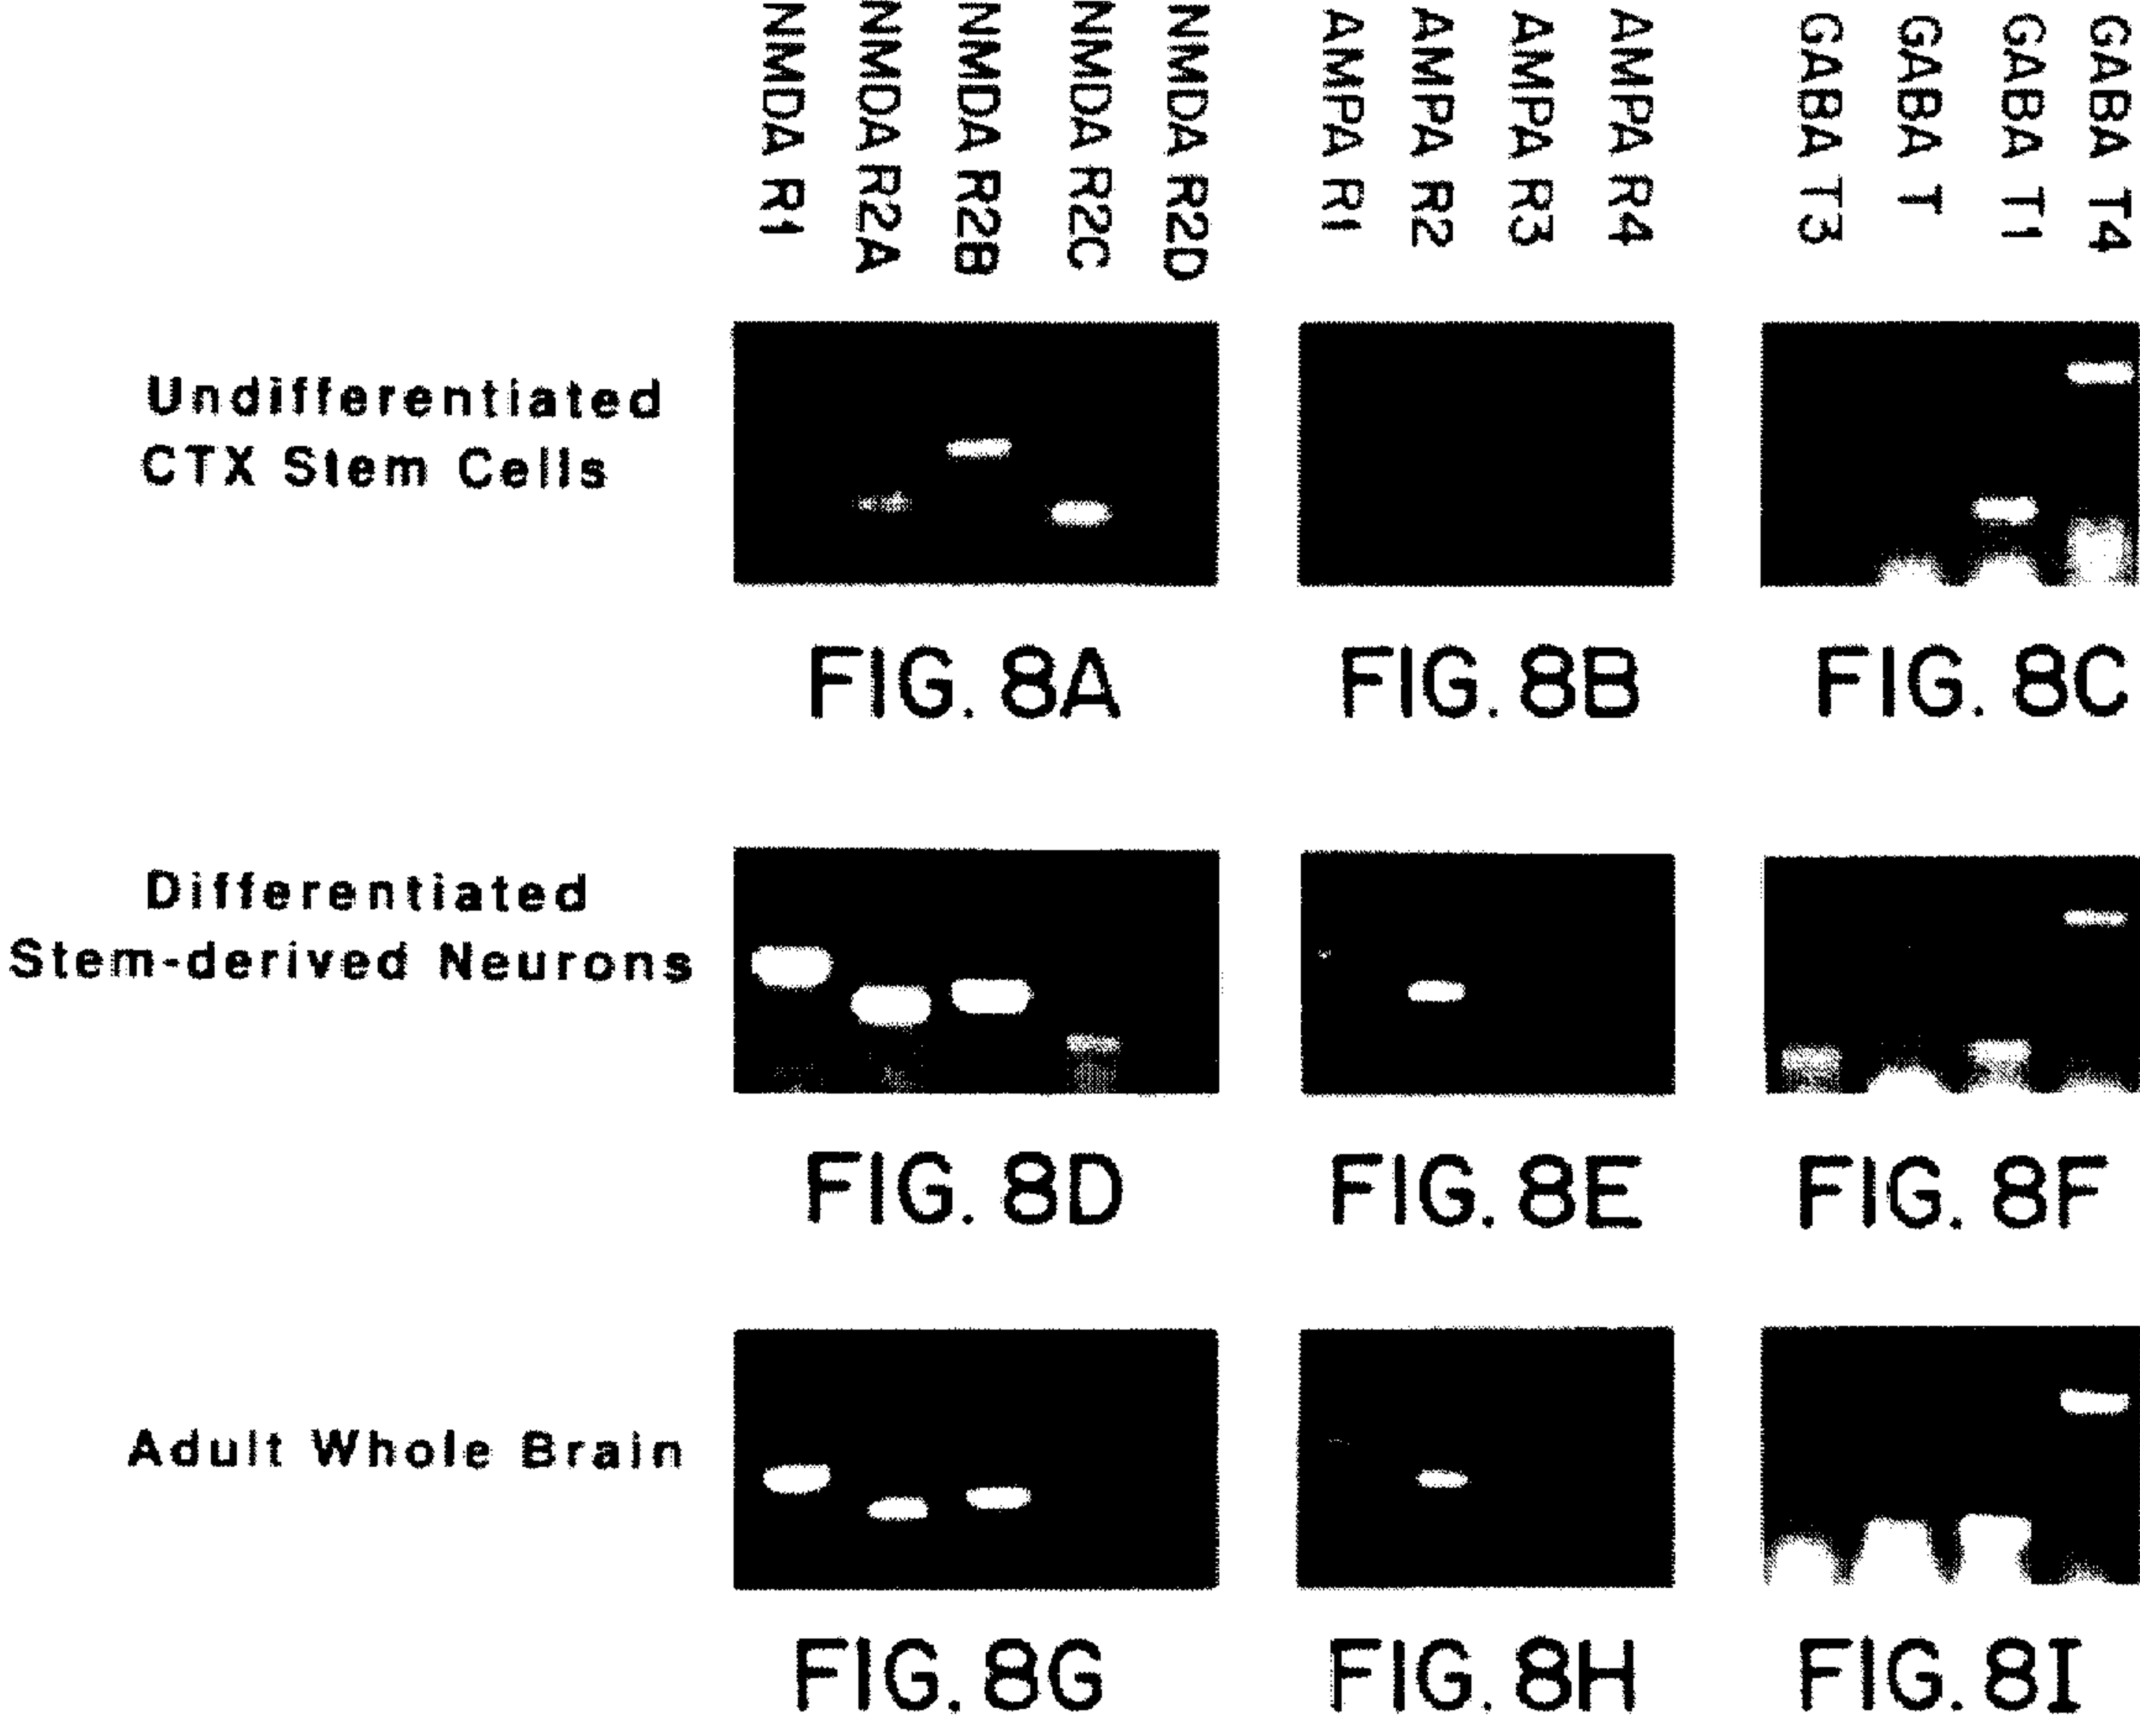 NMDA R1
NMDA R2A
NMDA R2B
NMDA R2C
NMDA R2D
AMPA R1
AMPA R2
AMPA R3
AMPA R4
GABA T3
GABA T
GABA T1
GABA T4
Undifferentiated
CTX Stem Cells
FIG. 8A
FIG. 8B
FIG. 8C
Differentiated
Stem-derived Neurons
FIG. 8D
FIG. 8E
FIG. 8F
Adult Whole Brain
FIG. 8G
FIG. 8H
FIG. 8I